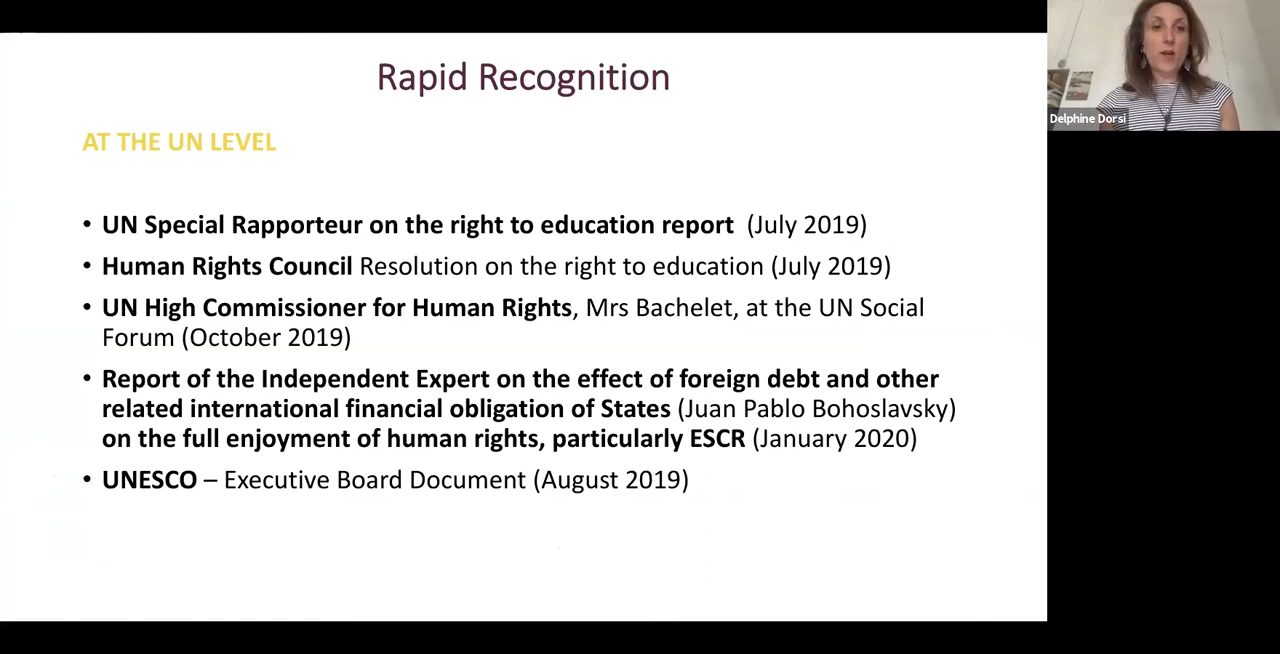 Rapid Recognition
Delphine Dorsi
AT THE UN LEVEL
• UN Special Rapporteur on the right to education report (July 2019)
• Human Rights Council Resolution on the right to education (July 2019)
• UN High Commissioner for Human Rights, Mrs Bachelet, at the UN Social
Forum (October 2019)
• Report of the Independent Expert on the effect of foreign debt and other
related international financial obligation of States (Juan Pablo Bohoslavsky)
on the full enjoyment of human rights, particularly ESCR (January 2020)
• UNESCO – Executive Board Document (August 2019)